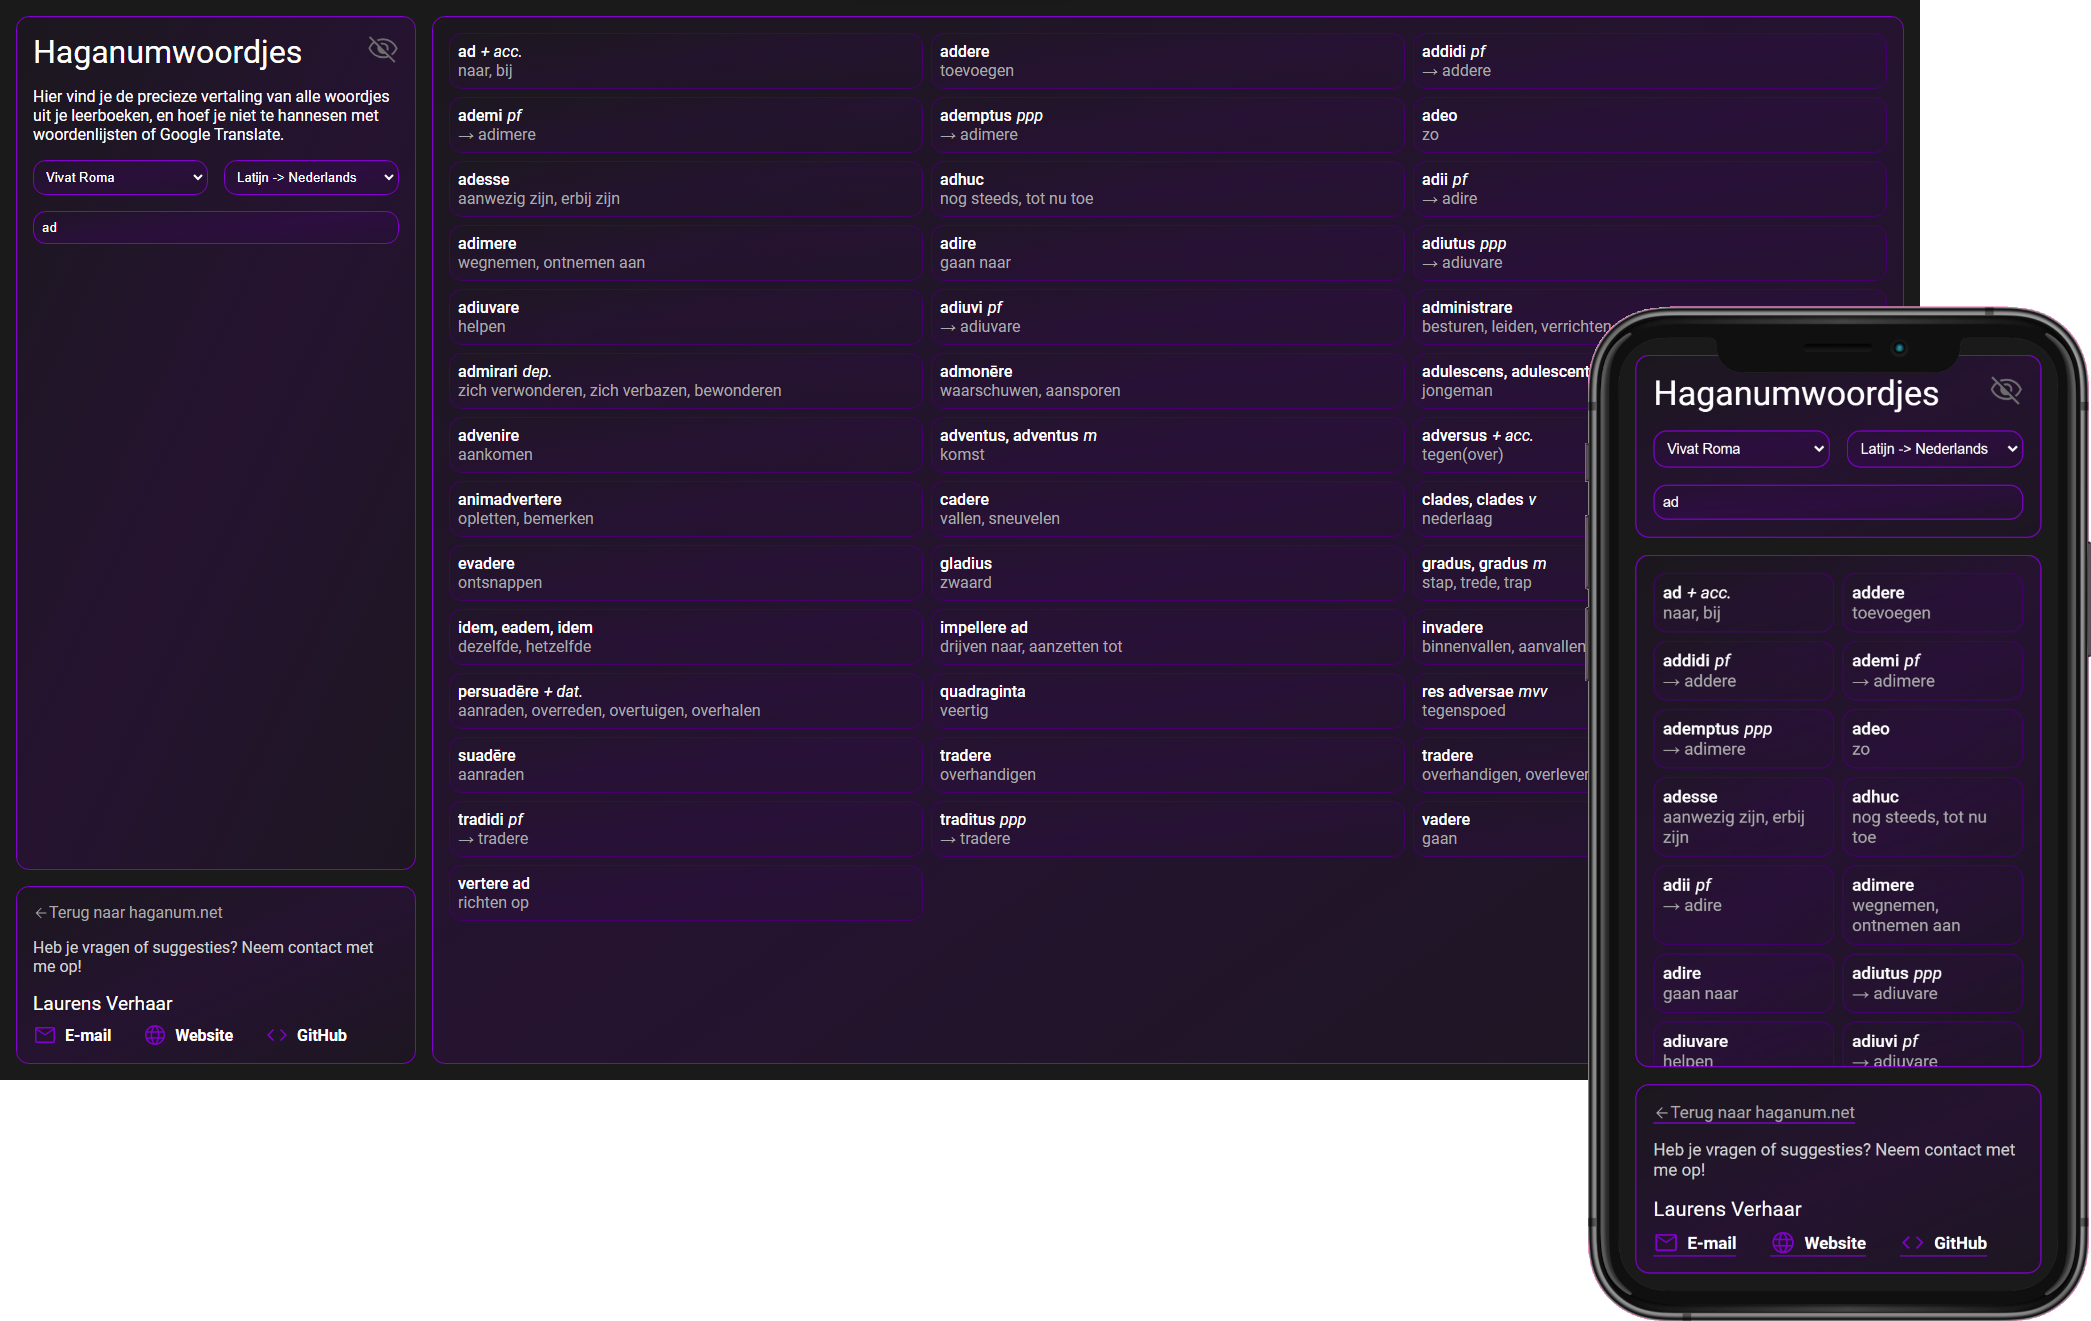 Haganumwoordjes
Hier vind je de precieze vertaling van alle woordjes
uit je leerboeken, en hoef je niet te hannesen met
woordenlijsten of Google Translate.
Vivat Roma
Latijn -> Nederlands
ad
← Terug naar haganum.net
Heb je vragen of suggesties? Neem contact met
me op!
Laurens Verhaar
E-mail
Website
GitHub
ad + acc.
naar, bij
addere
toevoegen
addidi pf
→ addere
ademi pf
→ adimere
ademptus ppp
→ adimere
adeo
zo
adesse
aanwezig zijn, erbij zijn
adhuc
nog steeds, tot nu toe
adii pf
→ adire
adimere
wegnemen, ontnemen aan
adire
gaan naar
adiutus ppp
→ adiuvare
adiuvare
helpen
adiuvi pf
→ adiuvare
administrare
besturen, leiden, verrichten
admirari dep.
zich verwonderen, zich verbazen, bewonderen
admonēre
waarschuwen, aansporen
adulescens, adulescent
jongeman
advenire
aankomen
adventus, adventus m
komst
adversus + acc.
tegen(over)
animadvertere
opletten, bemerken
cadere
vallen, sneuvelen
clades, clades v
nederlaag
evadere
ontsnappen
gladius
zwaard
gradus, gradus m
stap, trede, trap
idem, eadem, idem
dezelfde, hetzelfde
impellere ad
drijven naar, aanzetten tot
invadere
binnenvallen, aanvallen
persuadēre + dat.
aanraden, overreden, overtuigen, overhalen
quadraginta
veertig
res adversae mvv
tegenspoed
suadēre
aanraden
tradere
overhandigen
tradere
overhandigen, overlever
tradidi pf
→ tradere
traditus ppp
→ tradere
vadere
gaan
vertere ad
richten op
Haganumwoordjes
Vivat Roma
Latijn -> Nederlands
ad
ad + acc.
naar, bij
addere
toevoegen
addidi pf
→ addere
ademi pf
→ adimere
ademptus ppp
→ adimere
adeo
zo
adesse
aanwezig zijn, erbij
zijn
adhuc
nog steeds, tot nu
toe
adii pf
→ adire
adimere
wegnemen,
ontnemen aan
adire
gaan naar
adiutus ppp
→ adiuvare
adiuvare
helpen
adiuvi pf
→ adiuvare
← Terug naar haganum.net
Heb je vragen of suggesties? Neem contact met
me op!
Laurens Verhaar
E-mail
Website
GitHub